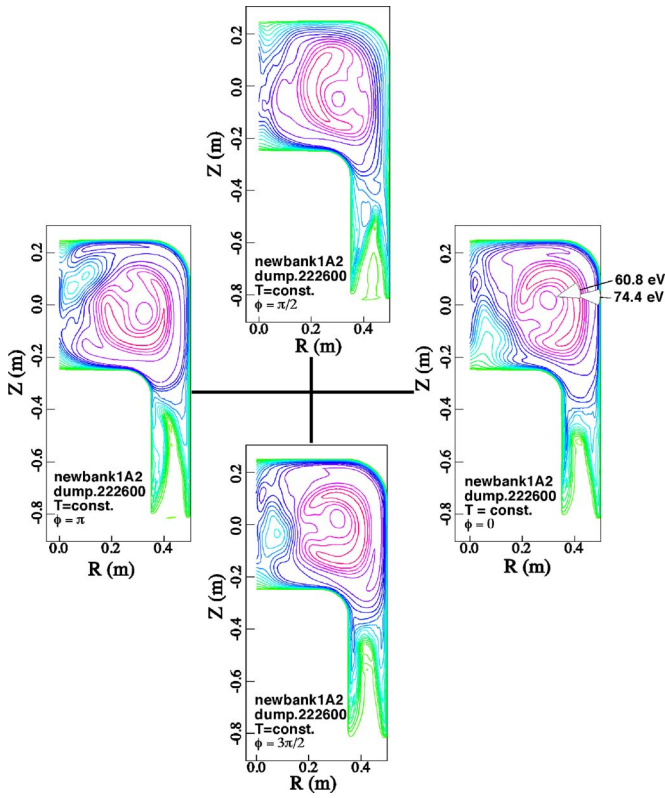 0.2
0.0
-0.2
-0.4
-0.6
-0.8
Z (m)
newbank1A2
dump.222600
T=const.
ϕ = π/2
0.0 0.4
R (m)
0.2
0.0
-0.2
-0.4
-0.6
-0.8
Z (m)
newbank1A2
dump.222600
T=const.
ϕ = π
0.0 0.2 0.4
R (m)
0.2
0.0
-0.2
-0.4
-0.6
-0.8
Z (m)
60.8 eV
74.4 eV
newbank1A2
dump.222600
T = const.
ϕ = 0
0.0 0.2 0.4
R (m)
0.2
0.0
-0.2
-0.4
-0.6
-0.8
Z (m)
newbank1A2
dump.222600
T=const.
ϕ = 3π/2
0.0 0.4
R (m)